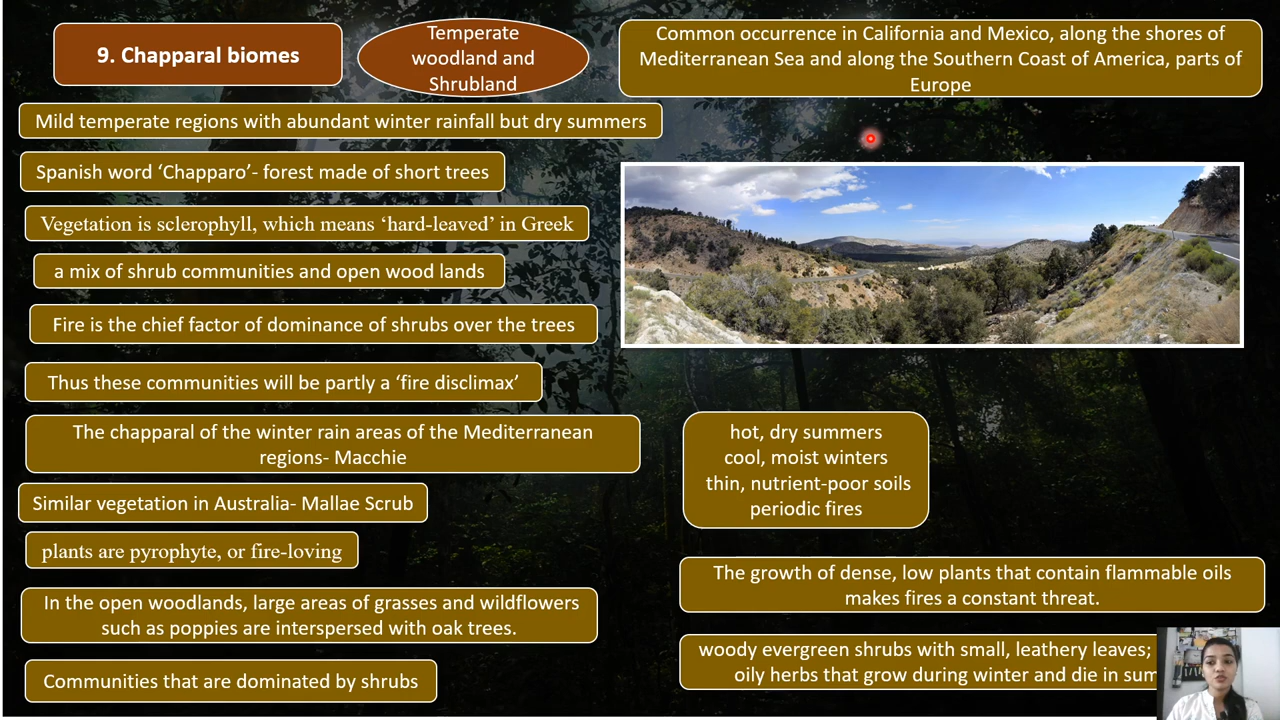 9. Chapparal biomes
Temperate
woodland and
Shrubland
Common occurrence in California and Mexico, along the shores of
Mediterranean Sea and along the Southern Coast of America, parts of
Europe
Mild temperate regions with abundant winter rainfall but dry summers
Spanish word ‘Chapparo’- forest made of short trees
Vegetation is sclerophyll, which means ‘hard-leaved’ in Greek
a mix of shrub communities and open wood lands
Fire is the chief factor of dominance of shrubs over the trees
Thus these communities will be partly a ‘fire disclimax’
The chapparal of the winter rain areas of the Mediterranean
regions- Macchie
Similar vegetation in Australia- Mallae Scrub
plants are pyrophyte, or fire-loving
In the open woodlands, large areas of grasses and wildflowers
such as poppies are interspersed with oak trees.
Communities that are dominated by shrubs
hot, dry summers
cool, moist winters
thin, nutrient-poor soils
periodic fires
The growth of dense, low plants that contain flammable oils
makes fires a constant threat.
woody evergreen shrubs with small, leathery leaves;
oily herbs that grow during winter and die in